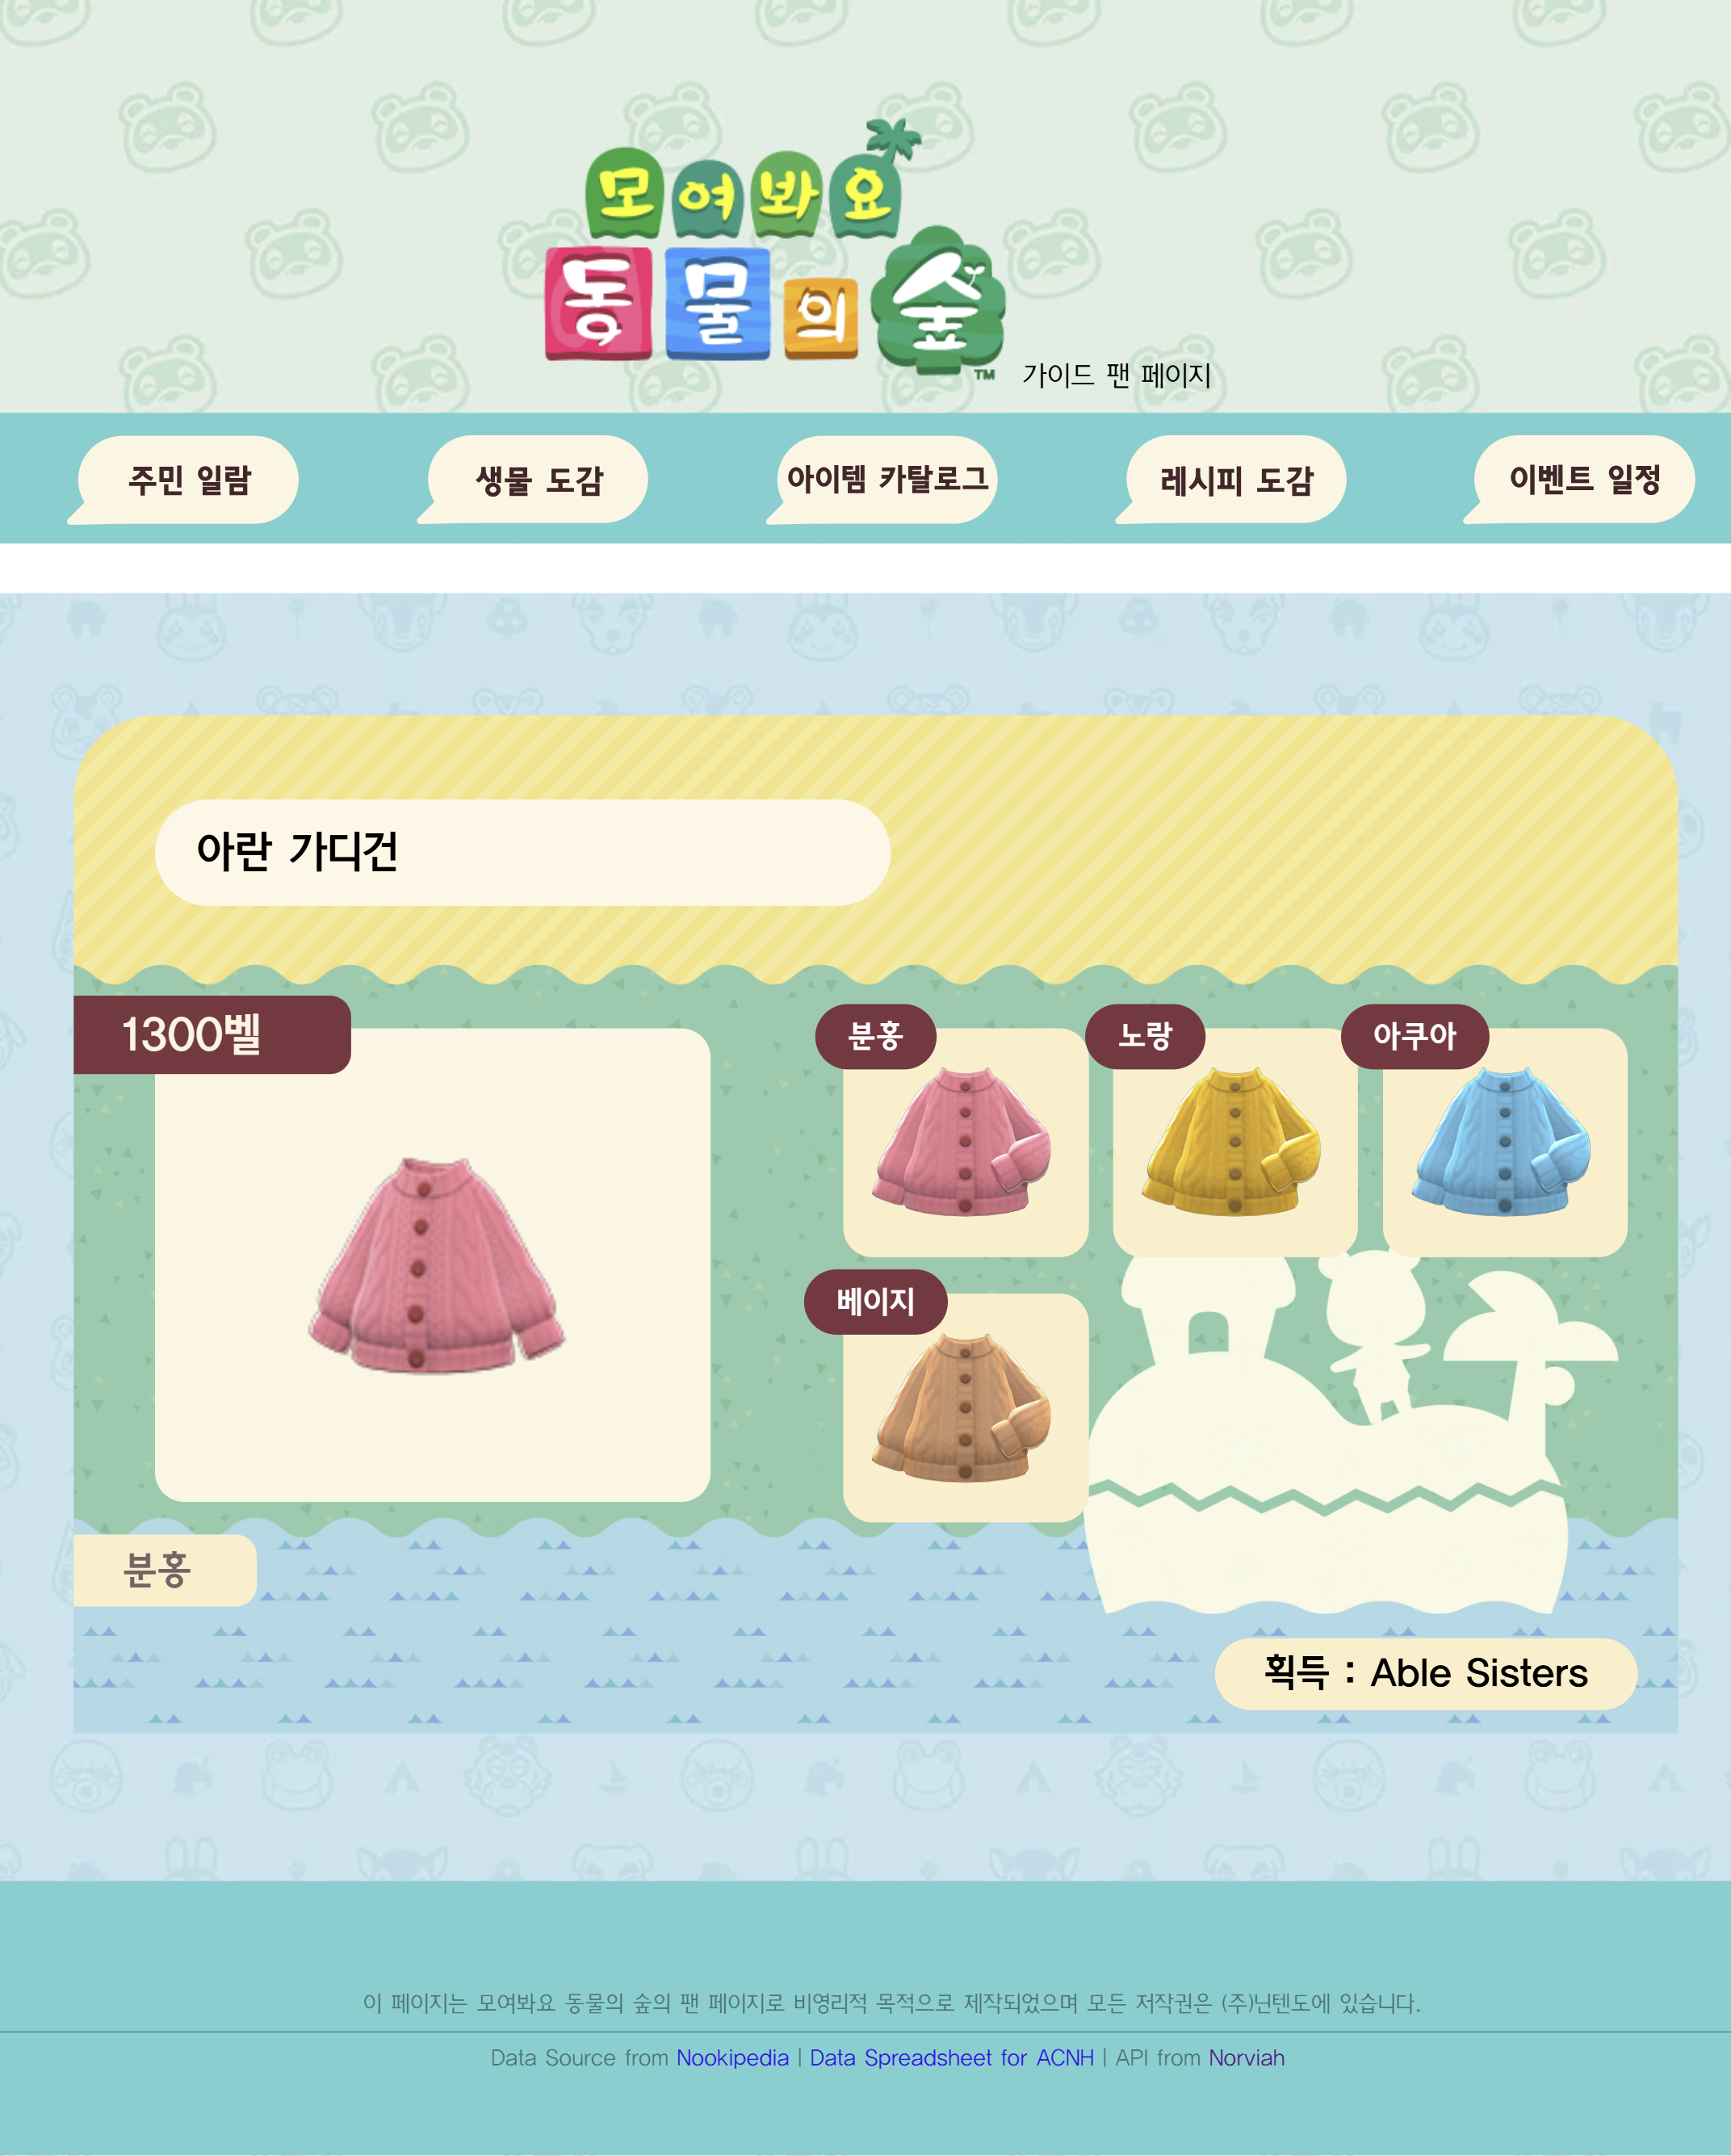 모여봐요
동물의 숲
TM
가이드 팬 페이지
주민 일람
생물 도감
아이템 카탈로그
레시피 도감
이벤트 일정
아란 가디건
1300벨
분홍
노랑
아쿠아
베이지
분홍
획득 : Able Sisters
이 페이지는 모여봐요 동물의 숲의 팬 페이지로 비영리적 목적으로 제작되었으며 모든 저작권은 (주)닌텐도에 있습니다.
Data Source from Nookipedia | Data Spreadsheet for ACNH | API from Norviah